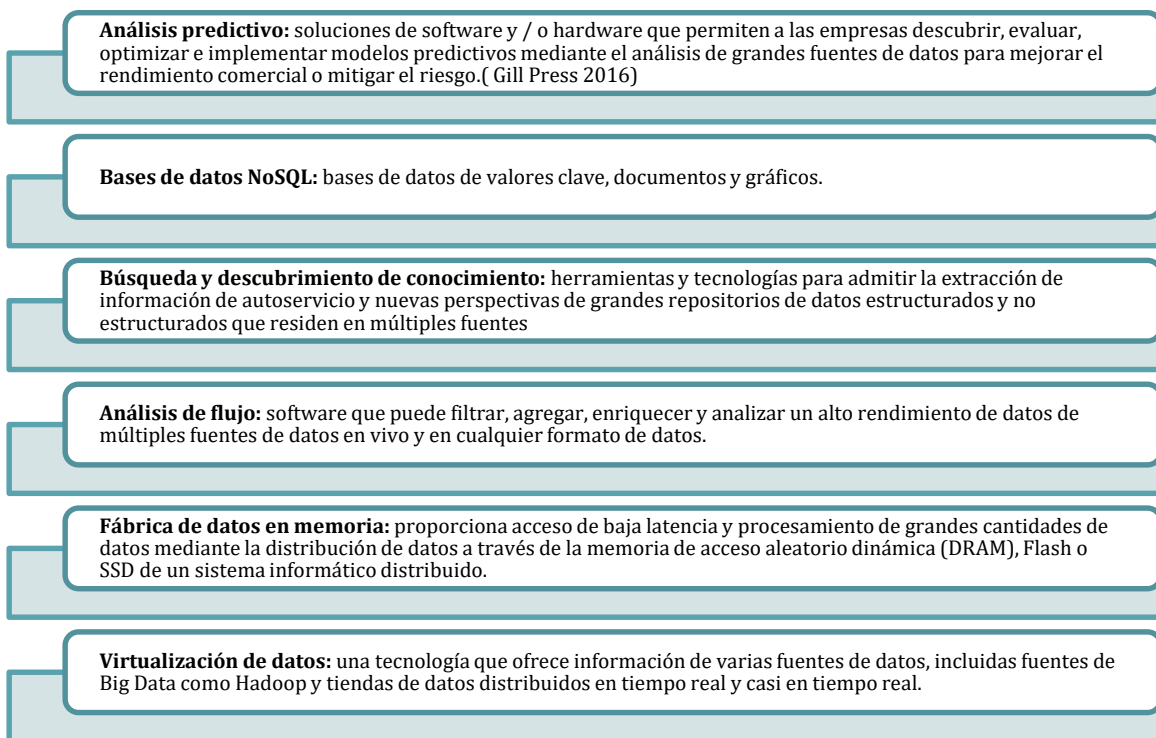 Análisis predictivo: soluciones de software y / o hardware que permiten a las empresas descubrir, evaluar,
optimizar e implementar modelos predictivos mediante el análisis de grandes fuentes de datos para mejorar el
rendimiento comercial o mitigar el riesgo.( Gill Press 2016)
Bases de datos NoSQL: bases de datos de valores clave, documentos y gráficos.
Búsqueda y descubrimiento de conocimiento: herramientas y tecnologías para admitir la extracción de
información de autoservicio y nuevas perspectivas de grandes repositorios de datos estructurados y no
estructurados que residen en múltiples fuentes
Análisis de flujo: software que puede filtrar, agregar, enriquecer y analizar un alto rendimiento de datos de
múltiples fuentes de datos en vivo y en cualquier formato de datos.
Fábrica de datos en memoria: proporciona acceso de baja latencia y procesamiento de grandes cantidades de
datos mediante la distribución de datos a través de la memoria de acceso aleatorio dinámica (DRAM), Flash o
SSD de un sistema informático distribuido.
Virtualización de datos: una tecnología que ofrece información de varias fuentes de datos, incluidas fuentes de
Big Data como Hadoop y tiendas de datos distribuidos en tiempo real y casi en tiempo real.